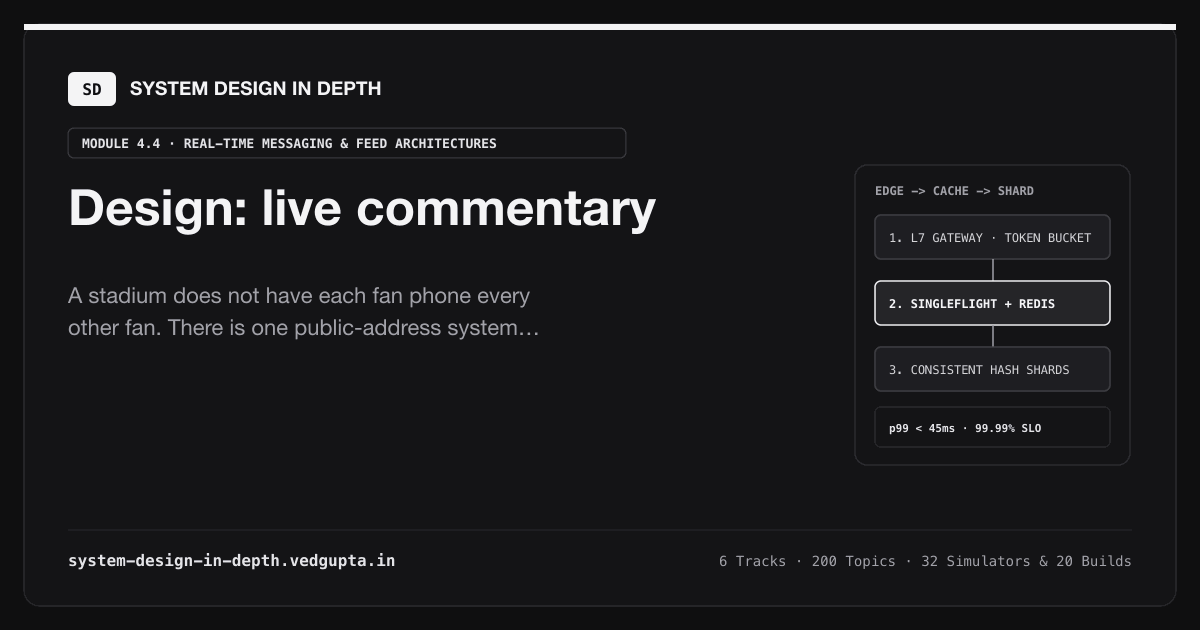 SD
SYSTEM DESIGN IN DEPTH
MODULE 4.4 · REAL-TIME MESSAGING & FEED ARCHITECTURES
Design: live commentary
A stadium does not have each fan phone every
other fan. There is one public-address system…
EDGE -> CACHE -> SHARD
1. L7 GATEWAY · TOKEN BUCKET
2. SINGLEFLIGHT + REDIS
3. CONSISTENT HASH SHARDS
p99 < 45ms · 99.99% SLO
system-design-in-depth.vedgupta.in
6 Tracks · 200 Topics · 32 Simulators & 20 Builds